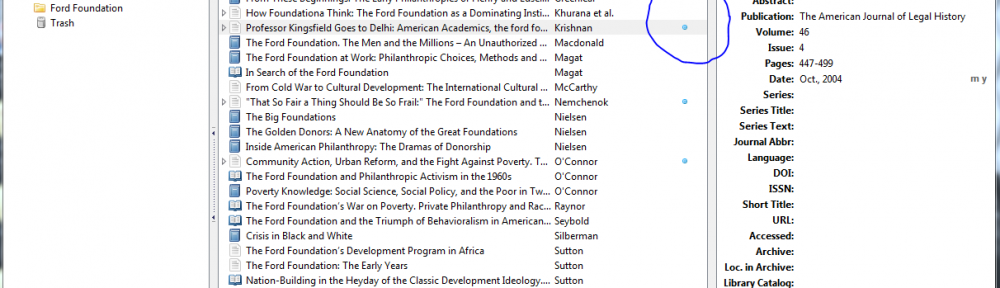 Ford Foundation
Trash
How Foundationa Think: The Ford Foundation as a Dominating Insti... Khurana et al.
Professor Kingsfield Goes to Delhi: American Academics, the ford fo... Krishnan
The Ford Foundation. The Men and the Millions – An Unauthorized ... Macdonald
The Ford Foundation at Work: Philanthropic Choices, Methods and ... Magat
In Search of the Ford Foundation Magat
From Cold War to Cultural Development: The International Cultural ... McCarthy
"That So Fair a Thing Should Be So Frail:" The Ford Foundation and t... Nemchenok
The Big Foundations Nielsen
The Golden Donors: A New Anatomy of the Great Foundations Nielsen
Inside American Philanthropy: The Dramas of Donorship Nielsen
Community Action, Urban Reform, and the Fight Against Poverty. T... O'Connor
The Ford Foundation and Philanthropic Activism in the 1960s O'Connor
Poverty Knowledge: Social Science, Social Policy, and the Poor in Tw... O'Connor
The Ford Foundation's War on Poverty. Private Philanthropy and Rac... Raynor
The Ford Foundation and the Triumph of Behavioralism in American... Seybold
Crisis in Black and White Silberman
The Ford Foundation's Development Program in Africa Sutton
The Ford Foundation: The Early Years Sutton
Nation-Building in the Heyday of the Classic Development Ideology... Sutton
Abstract:
Publication: The American Journal of Legal History
Volume: 46
Issue: 4
Pages: 447-499
Date: Oct., 2004 m y
Series:
Series Title:
Series Text:
Journal Abbr:
Language:
DOI:
ISSN:
Short Title:
URL:
Accessed:
Archive:
Loc. in Archive:
Library Catalog: